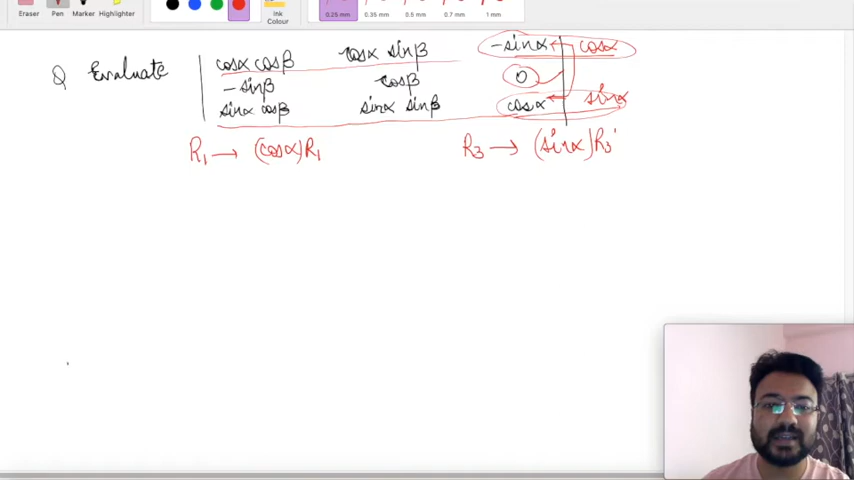 Eraser Pen Marker Highlighter Ink Colour 0.25 mm 0.35 mm 0.5 mm 0.7 mm 1 mm
Q Evaluate
cosα cosβ cosα sinβ -sinα cosα
-sinβ cosβ 0
sinα cosβ sinα sinβ cosα sinα
R₁ → (cosα)R₁ R₃ → (sinα)R₃'